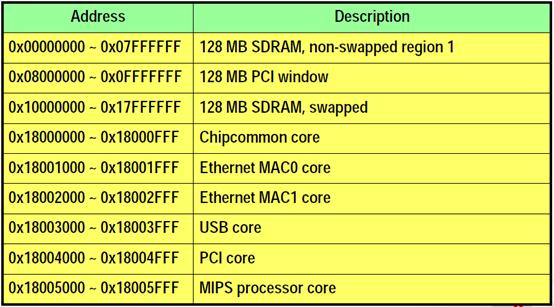 Address Description
0x00000000 ~ 0x07FFFFFF 128 MB SDRAM, non-swapped region 1
0x08000000 ~ 0x0FFFFFFF 128 MB PCI window
0x10000000 ~ 0x17FFFFFF 128 MB SDRAM, swapped
0x18000000 ~ 0x18000FFF Chipcommon core
0x18001000 ~ 0x18001FFF Ethernet MAC0 core
0x18002000 ~ 0x18002FFF Ethernet MAC1 core
0x18003000 ~ 0x18003FFF USB core
0x18004000 ~ 0x18004FFF PCI core
0x18005000 ~ 0x18005FFF MIPS processor core